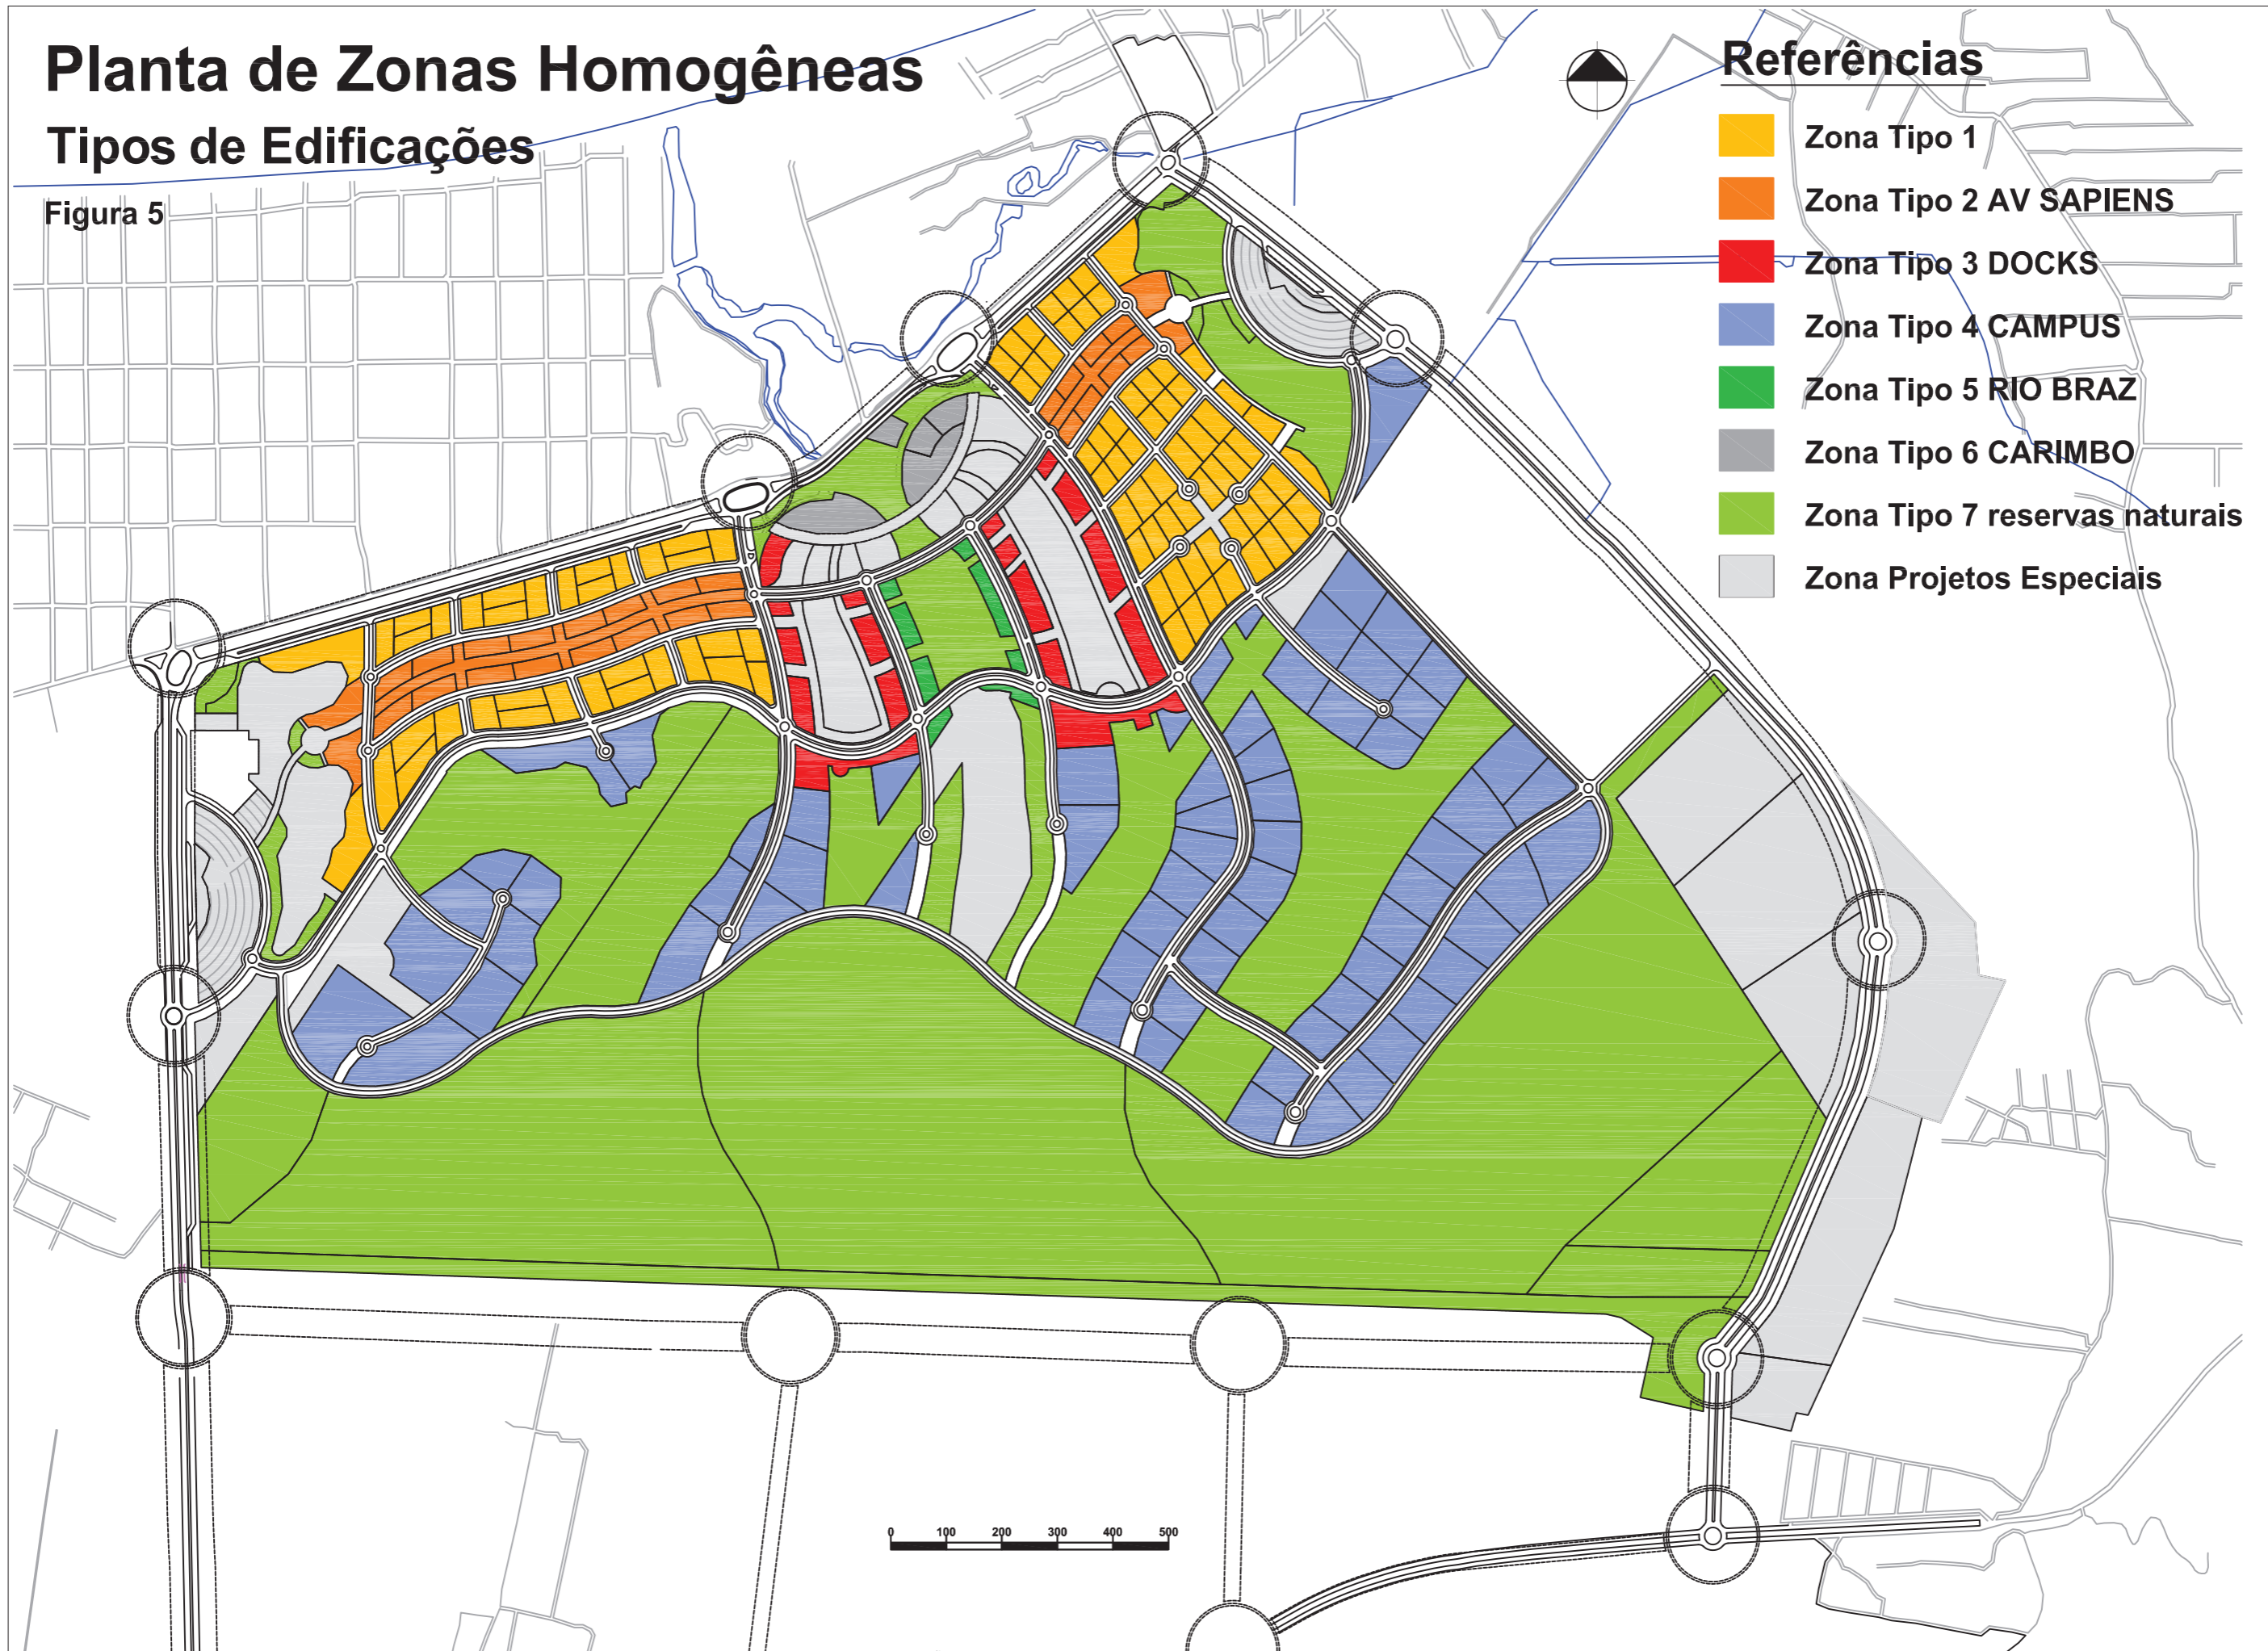 Planta de Zonas Homogêneas
Tipos de Edificações
Figura 5
Referências
Zona Tipo 1
Zona Tipo 2 AV SAPIENS
Zona Tipo 3 DOCKS
Zona Tipo 4 CAMPUS
Zona Tipo 5 RIO BRAZ
Zona Tipo 6 CARIMBO
Zona Tipo 7 reservas naturais
Zona Projetos Especiais
0 100 200 300 400 500